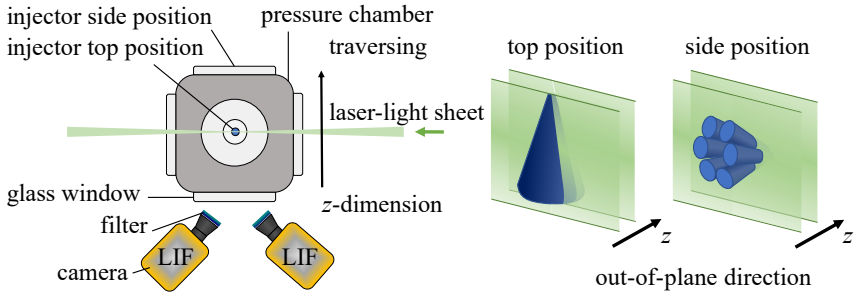 injector side position
injector top position
pressure chamber
traversing
laser-light sheet
glass window
z-dimension
filter
LIF
LIF
camera
top position
side position
z
z
out-of-plane direction